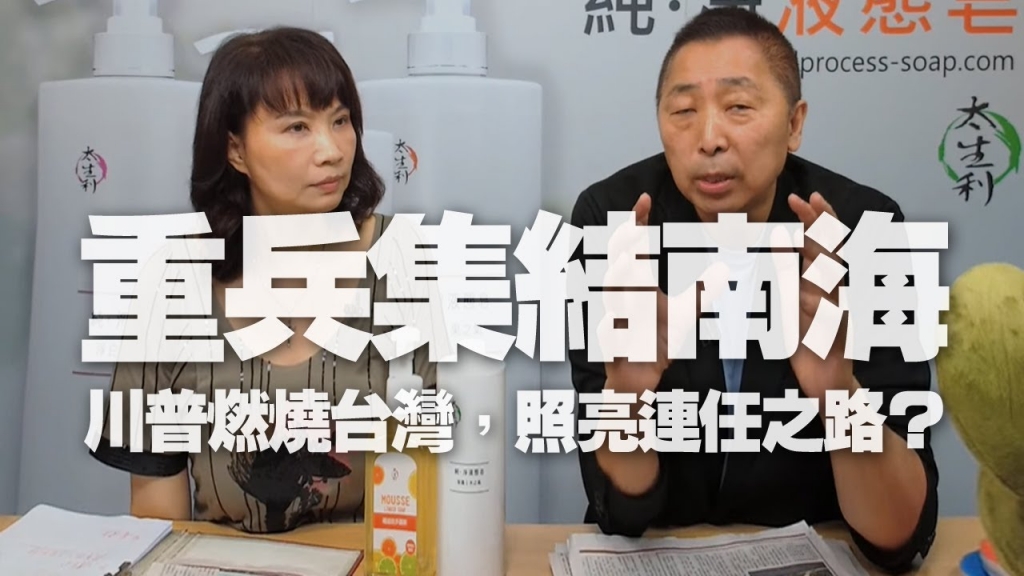 純·淨液態皂
process-soap.com
太生利
太生利
太生利
重兵集結南海
川普燃燒台灣，照亮連任之路？
MOUSSE